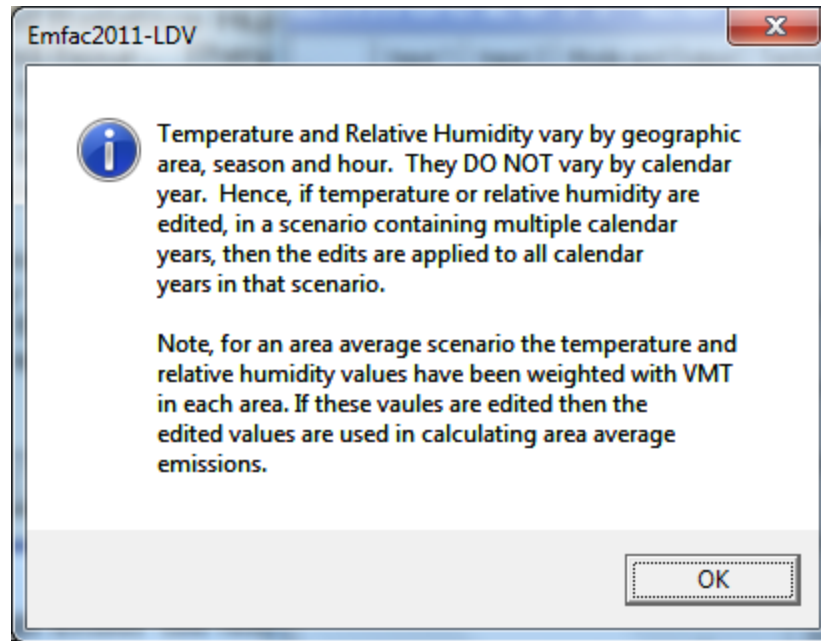 Emfac2011-LDV
Temperature and Relative Humidity vary by geographic
area, season and hour.  They DO NOT vary by calendar
year.  Hence, if temperature or relative humidity are
edited, in a scenario containing multiple calendar
years, then the edits are applied to all calendar
years in that scenario.
Note, for an area average scenario the temperature and
relative humidity values have been weighted with VMT
in each area. If these vaules are edited then the
edited values are used in calculating area average
emissions.
OK